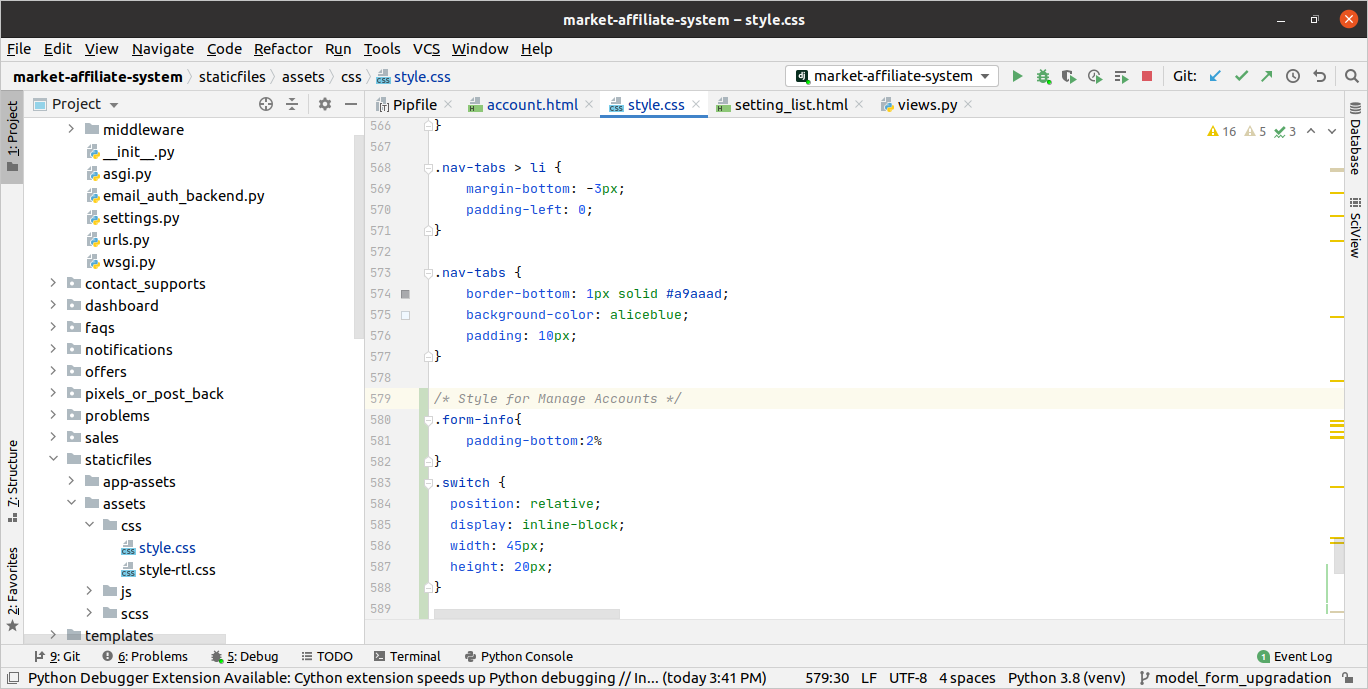 market-affiliate-system – style.css
File Edit View Navigate Code Refactor Run Tools VCS Window Help
market-affiliate-system staticfiles assets css style.css
market-affiliate-system
Git:
1: Project
7: Structure
2: Favorites
Project
middleware
__init__.py
asgi.py
email_auth_backend.py
settings.py
urls.py
wsgi.py
contact_supports
dashboard
faqs
notifications
offers
pixels_or_post_back
problems
sales
staticfiles
app-assets
assets
css
style.css
style-rtl.css
js
scss
templates
Pipfile account.html style.css setting_list.html views.py
16 5 3
566 }
567
568 .nav-tabs > li {
569 margin-bottom: -3px;
570 padding-left: 0;
571 }
572
573 .nav-tabs {
574 border-bottom: 1px solid #a9aaad;
575 background-color: aliceblue;
576 padding: 10px;
577 }
578
579 /* Style for Manage Accounts */
580 .form-info{
581 padding-bottom:2%
582 }
583 .switch {
584 position: relative;
585 display: inline-block;
586 width: 45px;
587 height: 20px;
588 }
589
Database
SciView
9: Git 6: Problems 5: Debug TODO Terminal Python Console 1 Event Log
Python Debugger Extension Available: Cython extension speeds up Python debugging // In... (today 3:41 PM) 579:30 LF UTF-8 4 spaces Python 3.8 (venv) model_form_upgradation